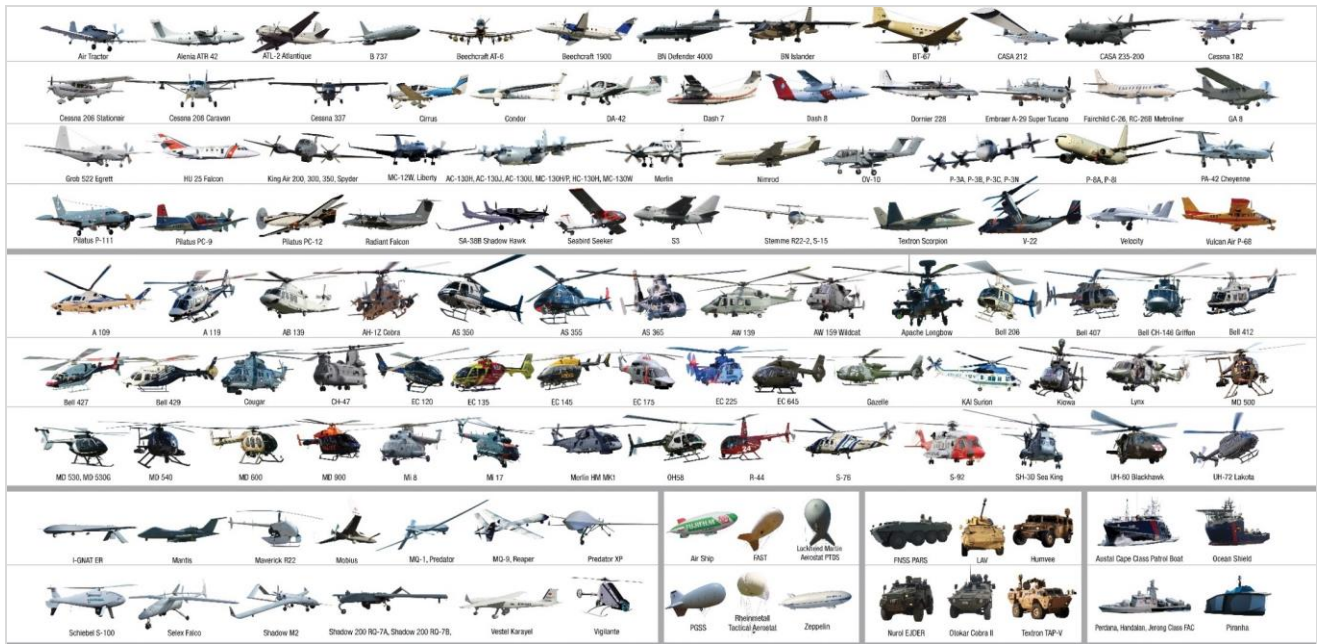 Air Tractor
Alenia ATR 42
ATL-2 Atlantique
B 737
Beechcraft AT-6
Beechcraft 1900
BN Defender 4000
BN Islander
BT-67
CASA 212
CASA 235-200
Cessna 182
Cessna 206 Stationair
Cessna 208 Caravan
Cessna 337
Cirrus
Condor
DA-42
Dash 7
Dash 8
Dornier 228
Embraer A-29 Super Tucano
Fairchild C-26, RC-26B Metroliner
GA 8
Grob 522 Egrett
HU 25 Falcon
King Air 200, 300, 350, Spyder
MC-12W, Liberty
AC-130H, AC-130J, AC-130U, MC-130H/P, HC-130H, MC-130W
Merlin
Nimrod
OV-10
P-3A, P-3B, P-3C, P-3N
P-8A, P-8I
PA-42 Cheyenne
Pilatus P-111
Pilatus PC-9
Pilatus PC-12
Radiant Falcon
SA-38B Shadow Hawk
Seabird Seeker
S3
Stemme R22-2, S-15
Textron Scorpion
V-22
Velocity
Vulcan Air P-68
A 109
A 119
AB 139
AH-1Z Cobra
AS 350
AS 355
AS 365
AW 139
AW 159 Wildcat
Apache Longbow
Bell 206
Bell 407
Bell CH-146 Griffon
Bell 412
Bell 427
Bell 429
Cougar
CH-47
EC 120
EC 135
EC 145
EC 175
EC 225
EC 645
Gazelle
KAI Surion
Kiowa
Lynx
MD 500
MD 530, MD 530G
MD 540
MD 600
MD 900
Mi 8
Mi 17
Merlin HM MK1
OH58
R-44
S-76
S-92
SH-3D Sea King
UH-60 Blackhawk
UH-72 Lakota
I-GNAT ER
Mantis
Maverick R22
Mobius
MQ-1, Predator
MQ-9, Reaper
Predator XP
Schiebel S-100
Selex Falco
Shadow M2
Shadow 200 RQ-7A, Shadow 200 RQ-7B,
Vestel Karayel
Vigilante
FUJIFILM
Air Ship
FAST
Lockheed Martin
Aerostat PTDS
PGSS
Rheinmetall
Tactical Aerostat
Zeppelin
FNSS PARS
LAV
Humvee
Nurol EJDER
Otokar Cobra II
Textron TAP-V
Austal Cape Class Patrol Boat
Ocean Shield
Perdana, Handalan, Jerong Class FAC
Piranha